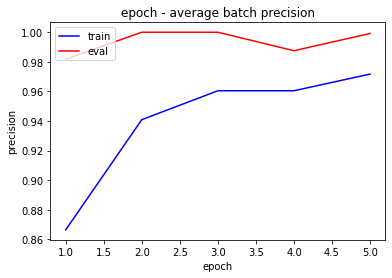 epoch - average batch precision
train
eval
precision
1.00
0.98
0.96
0.94
0.92
0.90
0.88
0.86
1.0 1.5 2.0 2.5 3.0 3.5 4.0 4.5 5.0
epoch